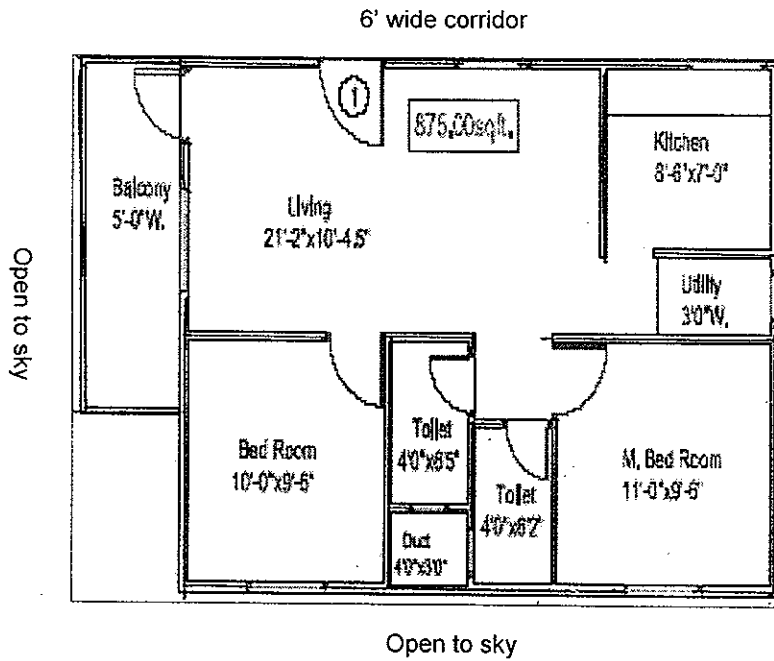 6' wide corridor
1
875.00sqft.
Kitchen
8'-6"x7'-0"
Balcony
5'-0"W.
Living
21'-2"x10'-4.5"
Utility
3'0"W.
Open to sky
Bed Room
10'-0"x9'-6"
Toilet
4'0"x6'5"
Toilet
4'0"x6'2"
M. Bed Room
11'-0"x9'-6"
Duct
4'0"x3'0"
Open to sky